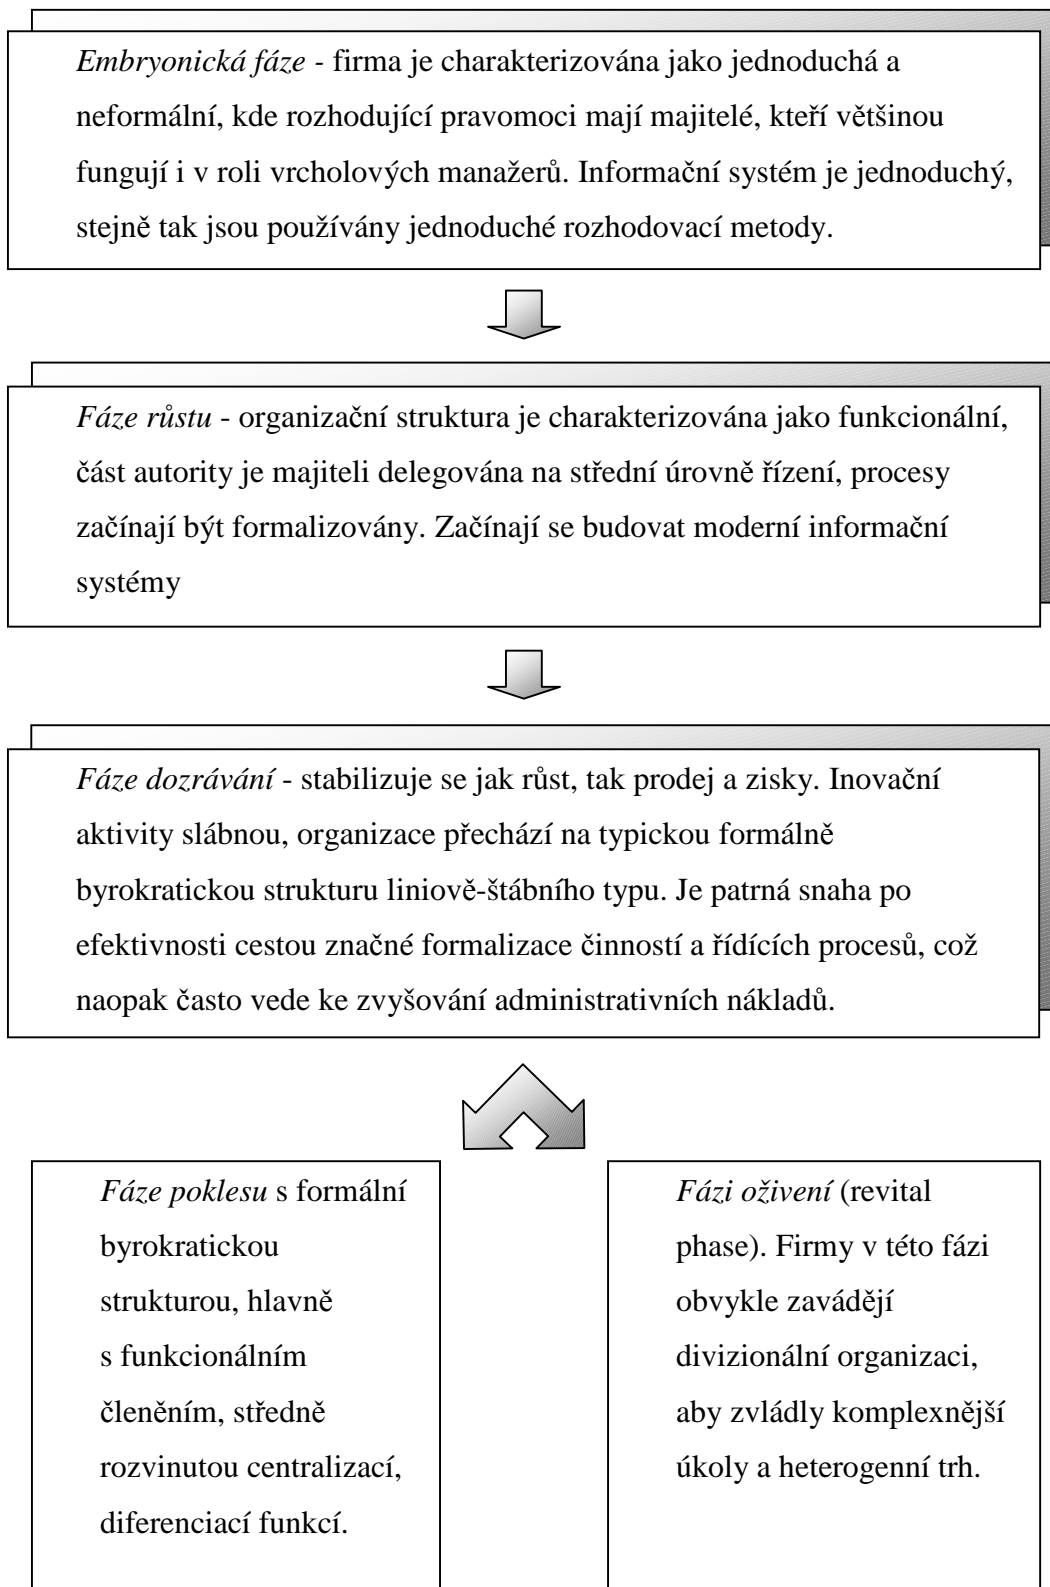 Embryonická fáze - firma je charakterizována jako jednoduchá a
neformální, kde rozhodující pravomoci mají majitelé, kteří většinou
fungují i v roli vrcholových manažerů. Informační systém je jednoduchý,
stejně tak jsou používány jednoduché rozhodovací metody.
Fáze růstu - organizační struktura je charakterizována jako funkcionální,
část autority je majiteli delegována na střední úrovně řízení, procesy
začínají být formalizovány. Začínají se budovat moderní informační
systémy
Fáze dozrávání - stabilizuje se jak růst, tak prodej a zisky. Inovační
aktivity slábnou, organizace přechází na typickou formálně
byrokratickou strukturu liniově-štábního typu. Je patrná snaha po
efektivnosti cestou značné formalizace činností a řídících procesů, což
naopak často vede ke zvyšování administrativních nákladů.
Fáze poklesu s formální
byrokratickou
strukturou, hlavně
s funkcionálním
členěním, středně
rozvinutou centralizací,
diferenciací funkcí.
Fázi oživení (revital
phase). Firmy v této fázi
obvykle zavádějí
divizionální organizaci,
aby zvládly komplexnější
úkoly a heterogenní trh.